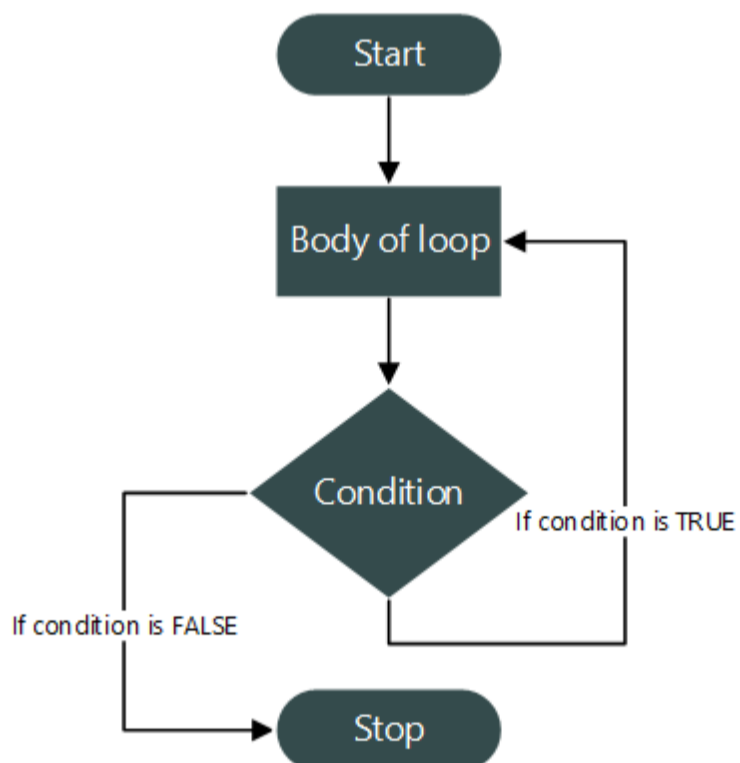 Start
Body of loop
Condition
If condition is TRUE
If condition is FALSE
Stop